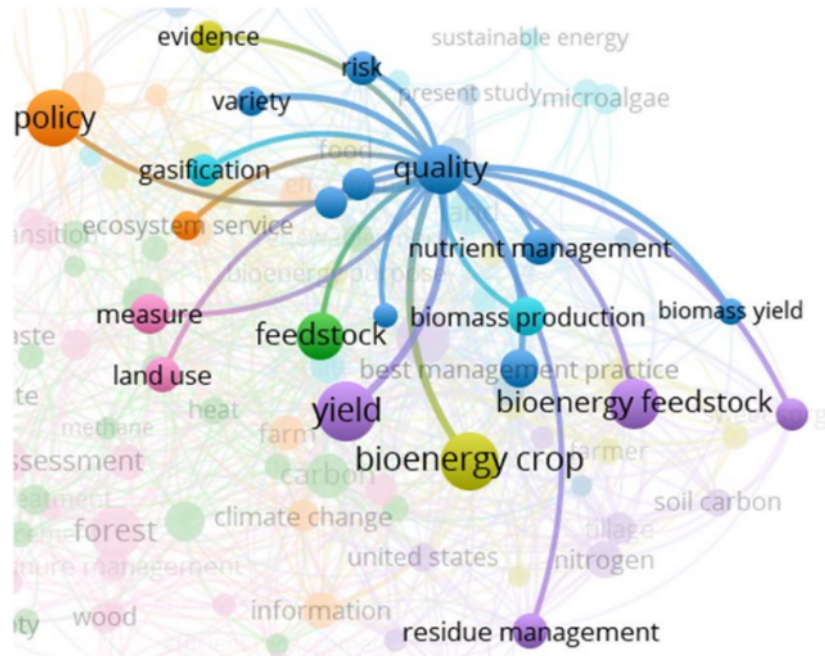 evidence
sustainable energy
risk
variety
present study
microalgae
policy
food
gasification
quality
ecosystem service
nutrient management
bioenergy purpose
measure
feedstock
biomass production
biomass yield
land use
best management practice
yield
heat
bioenergy feedstock
methane
farm
farmer
bioenergy crop
carbon
climate change
soil carbon
forest
tillage
united states
nitrogen
information
wood
residue management